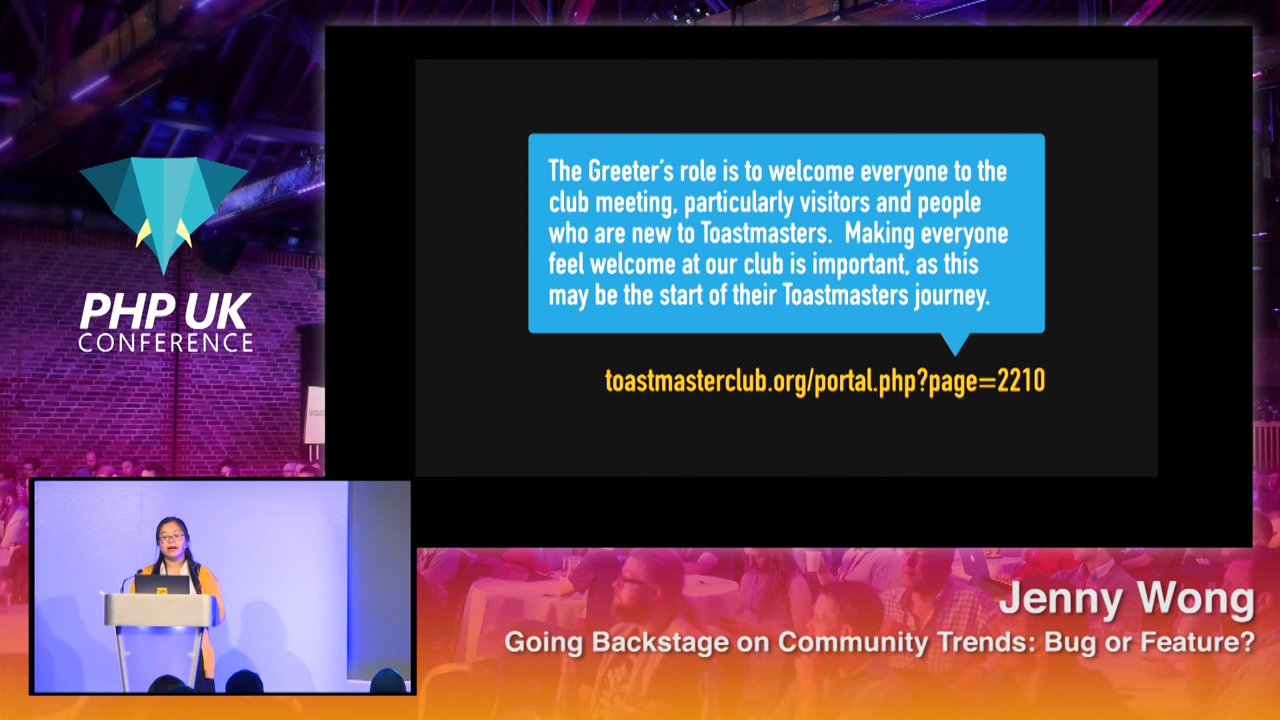 The Greeter's role is to welcome everyone to the
club meeting, particularly visitors and people
who are new to Toastmasters.  Making everyone
feel welcome at our club is important, as this
may be the start of their Toastmasters journey.
toastmasterclub.org/portal.php?page=2210
PHP UK
CONFERENCE
Jenny Wong
Going Backstage on Community Trends: Bug or Feature?